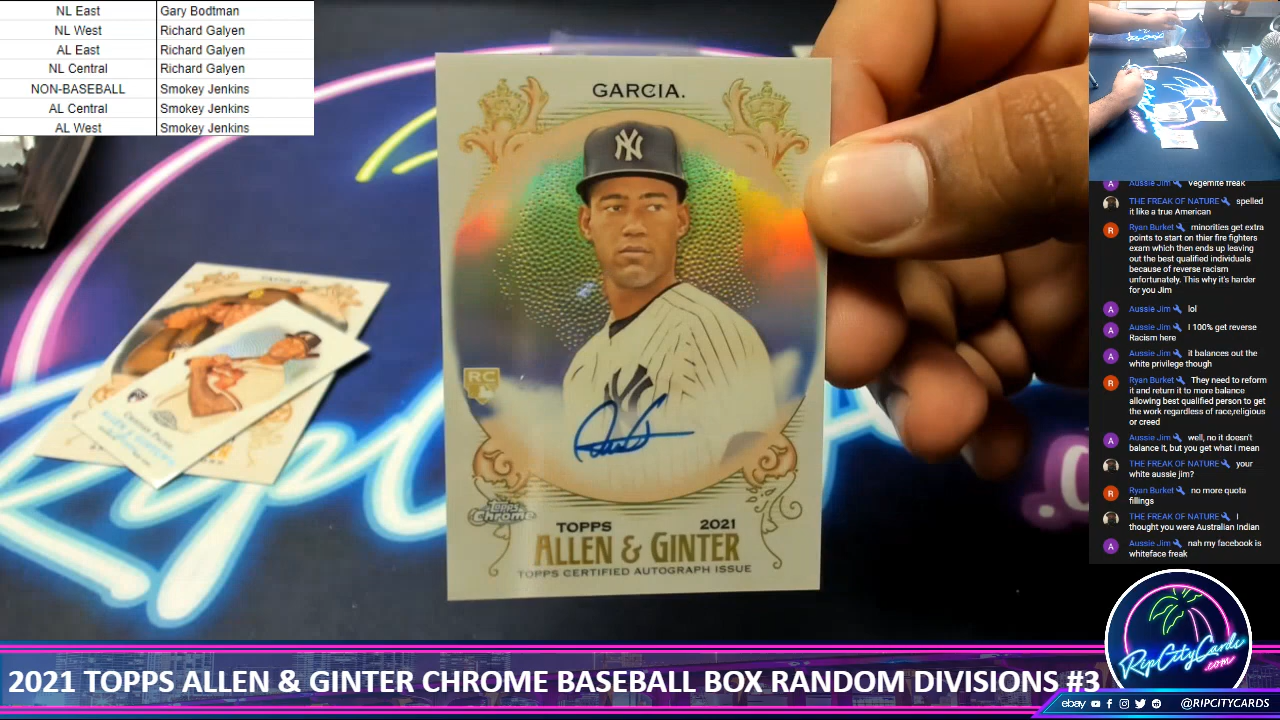 NL East Gary Bodtman
NL West Richard Galyen
AL East Richard Galyen
NL Central Richard Galyen
NON-BASEBALL Smokey Jenkins
AL Central Smokey Jenkins
AL West Smokey Jenkins
GARCIA.
NY
RC
Topps Chrome
TOPPS 2021
ALLEN & GINTER
TOPPS CERTIFIED AUTOGRAPH ISSUE
Aussie Jim Vegemite freak
THE FREAK OF NATURE spelled
it like a true American
Ryan Burket minorities get extra
points to start on thier fire fighters
exam which then ends up leaving
out the best qualified individuals
because of reverse racism
unfortunately. This why it's harder
for you Jim
Aussie Jim lol
Aussie Jim I 100% get reverse
Racism here
Aussie Jim it balances out the
white privilege though
Ryan Burket They need to reform
it and return it to more balance
allowing best qualified person to get
the work regardless of race,religious
or creed
Aussie Jim well, no it doesn't
balance it, but you get what i mean
THE FREAK OF NATURE your
white aussie jim?
Ryan Burket no more quota
fillings
THE FREAK OF NATURE I
thought you were Australian Indian
Aussie Jim nah my facebook is
whiteface freak
RipCityCards
.com
2021 TOPPS ALLEN & GINTER CHROME BASEBALL BOX RANDOM DIVISIONS #3
ebay @RIPCITYCARDS